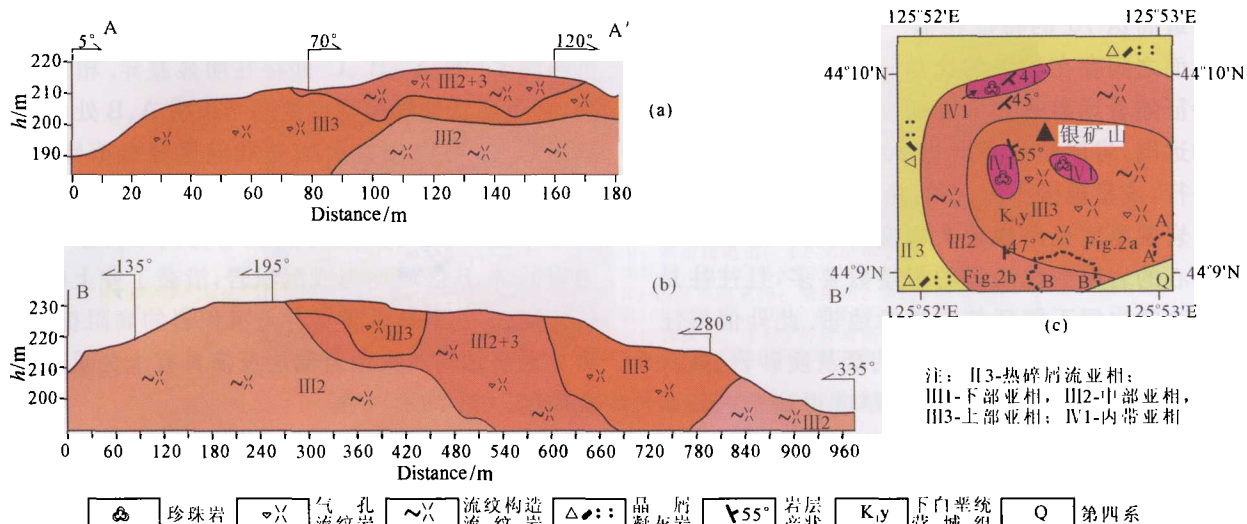 A A′
5° 70° 120°
220
210
200
190
h/m
III2+3
III3
III2
0 20 40 60 80 100 120 140 160 180
Distance/m
(a)
B B′
135° 195° 280° 335°
(b)
230
220
210
200
h/m
III3
III2+3
III3
III2
III2
0 60 120 180 240 300 360 420 480 540 600 660 720 780 840 900
Distance/m
125°52′E 125°53′E
44°10′N 44°10′N
41°
IV1
45°
银矿山
55°
IV1
IV1
K₁y III3
Fig.2a
A
A
III2
II3
47°
Fig.2b
B B
Q
44°9′N 44°9′N
125°52′E 125°53′E
(c)
注：II3-热碎屑流亚相；
III1-下部亚相，III2-中部亚相，
III3-上部亚相；IV1-内带亚相
珍珠岩
气孔
流纹岩
流纹构造
流纹岩
晶屑
凝灰岩
55° 岩层
产状
K₁y 下白垩统
营城组
Q 第四系